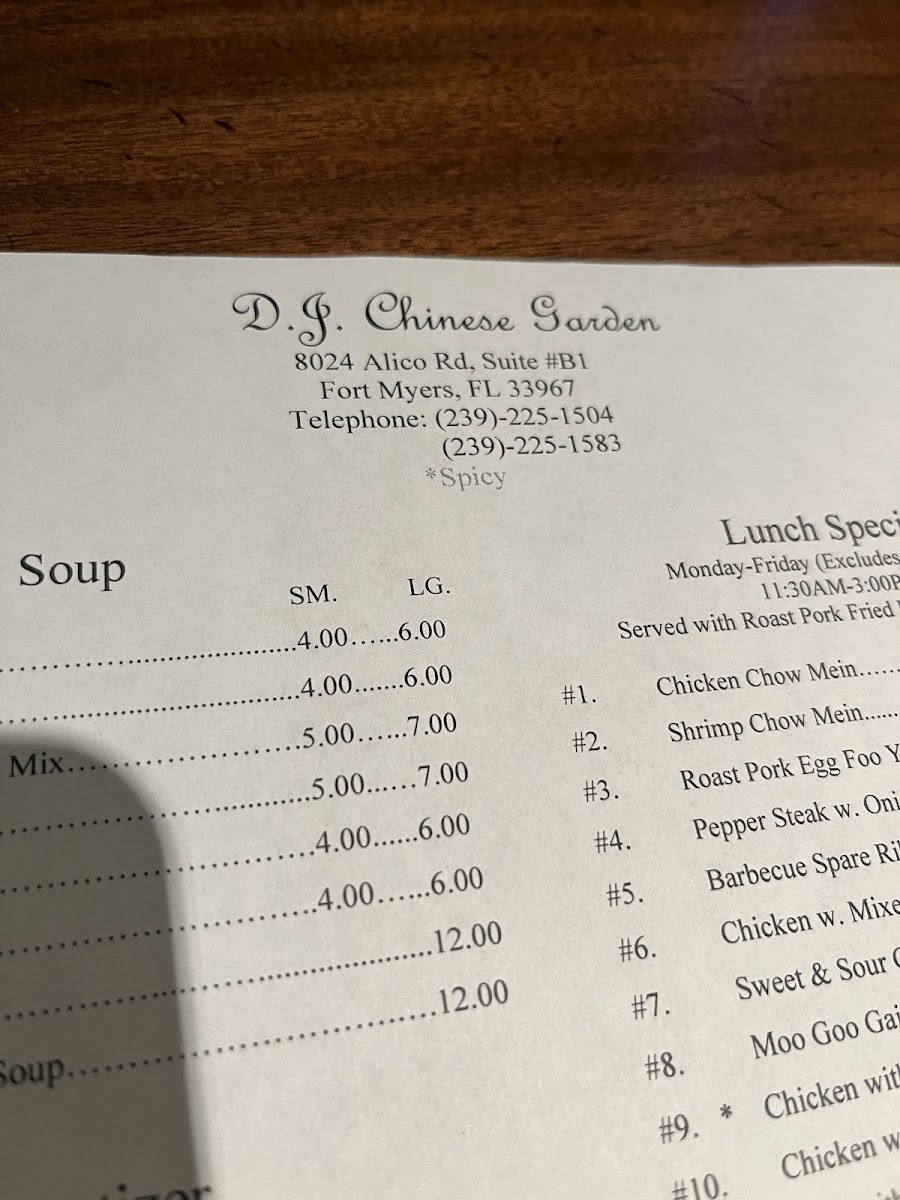 D.J. Chinese Garden
8024 Alico Rd, Suite #B1
Fort Myers, FL 33967
Telephone: (239)-225-1504
(239)-225-1583
*Spicy
Soup
SM. LG.
4.00......6.00
4.00.......6.00
Mix....................................5.00......7.00
5.00......7.00
4.00......6.00
4.00......6.00
12.00
12.00
Soup
Lunch Speci
Monday-Friday (Excludes
11:30AM-3:00P
Served with Roast Pork Fried
#1. Chicken Chow Mein......
#2. Shrimp Chow Mein......
#3. Roast Pork Egg Foo Y
#4. Pepper Steak w. Oni
#5. Barbecue Spare Ri
#6. Chicken w. Mixe
#7. Sweet & Sour
#8. Moo Goo Gai
#9. * Chicken wit
#10. Chicken w